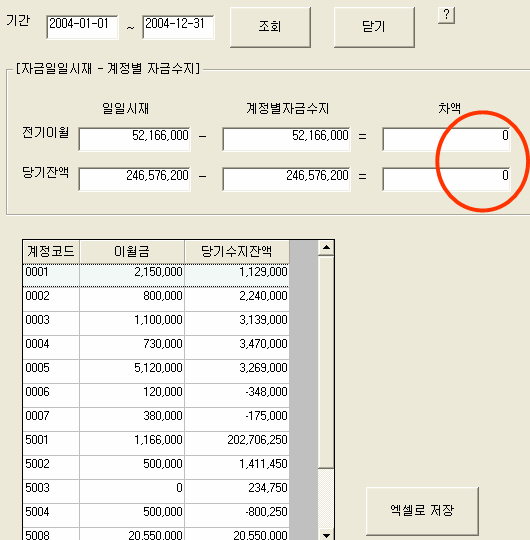 기간 2004-01-01 ~ 2004-12-31 조회 닫기 ?
[자금일일시재 - 계정별 자금수지]
일일시재 계정별자금수지 차액
전기이월 52,166,000 - 52,166,000 = 0
당기잔액 246,576,200 - 246,576,200 = 0
계정코드 이월금 당기수지잔액
0001 2,150,000 1,129,000
0002 800,000 2,240,000
0003 1,100,000 3,139,000
0004 730,000 3,470,000
0005 5,120,000 3,269,000
0006 120,000 -348,000
0007 380,000 -175,000
5001 1,166,000 202,706,250
5002 500,000 1,411,450
5003 0 234,750
5004 500,000 -800,250
5008 20,550,000 20,550,000
엑셀로 저장